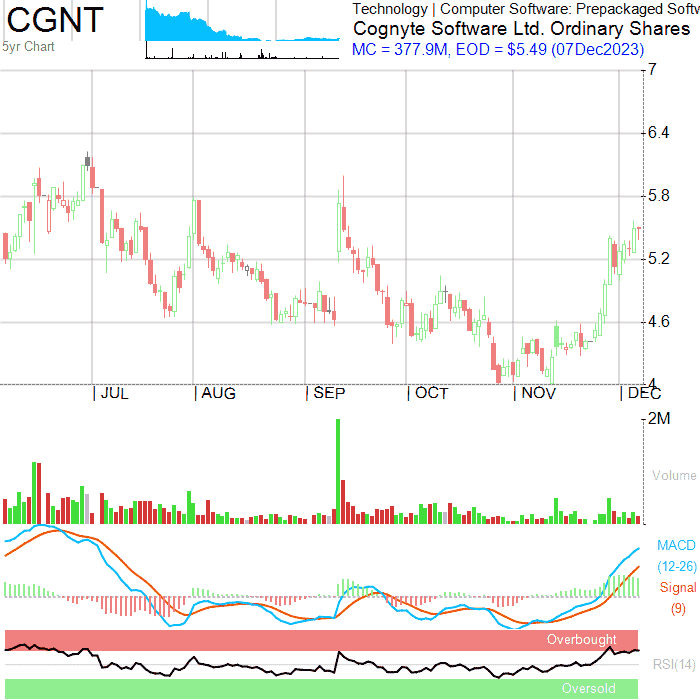 CGNT
5yr Chart
Technology | Computer Software: Prepackaged Softw
Cognyte Software Ltd. Ordinary Shares
MC = 377.9M, EOD = $5.49 (07Dec2023)
7
6.4
5.8
5.2
4.6
4
JUL AUG SEP OCT NOV DEC
2M
Volume
MACD
(12-26)
Signal
(9)
Overbought
RSI(14)
Oversold